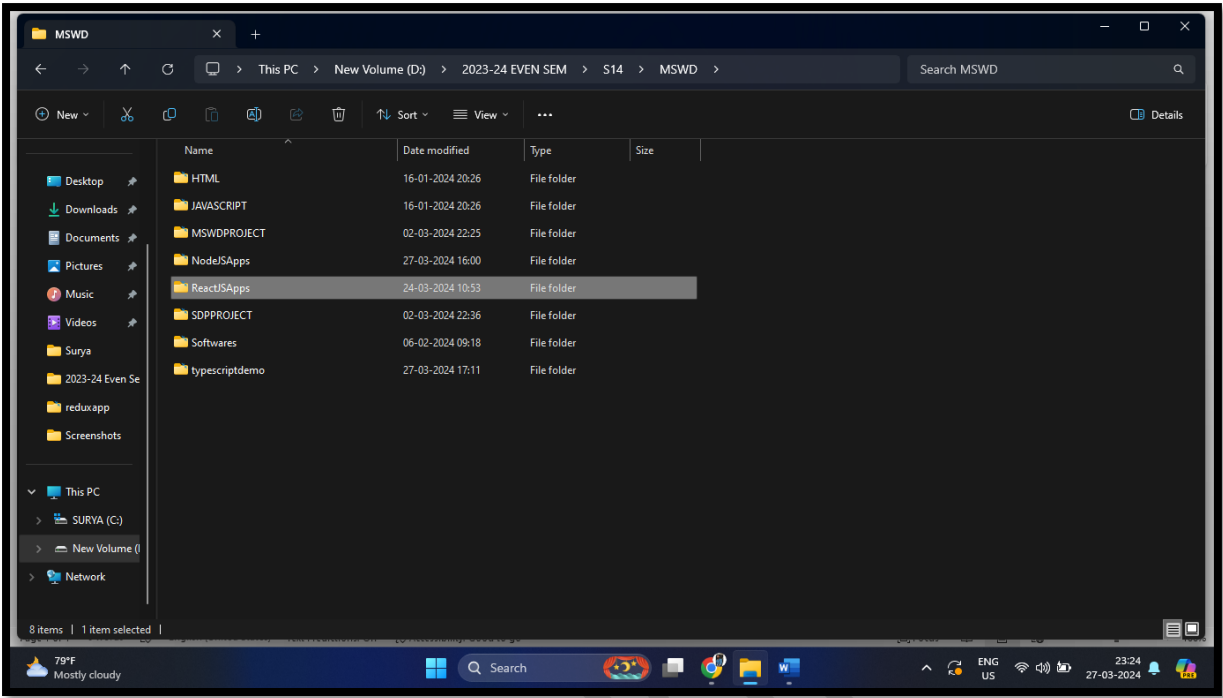 MSWD
This PC > New Volume (D:) > 2023-24 EVEN SEM > S14 > MSWD >
Search MSWD
New
Sort
View
Details
Name Date modified Type Size
HTML 16-01-2024 20:26 File folder
JAVASCRIPT 16-01-2024 20:26 File folder
MSWDPROJECT 02-03-2024 22:25 File folder
NodeJSApps 27-03-2024 16:00 File folder
ReactJSApps 24-03-2024 10:53 File folder
SDPPROJECT 02-03-2024 22:36 File folder
Softwares 06-02-2024 09:18 File folder
typescriptdemo 27-03-2024 17:11 File folder
Desktop
Downloads
Documents
Pictures
Music
Videos
Surya
2023-24 Even Se
reduxapp
Screenshots
This PC
SURYA (C:)
New Volume (
Network
8 items | 1 item selected |
79°F
Mostly cloudy
Search
ENG
US
23:24
27-03-2024
PRE